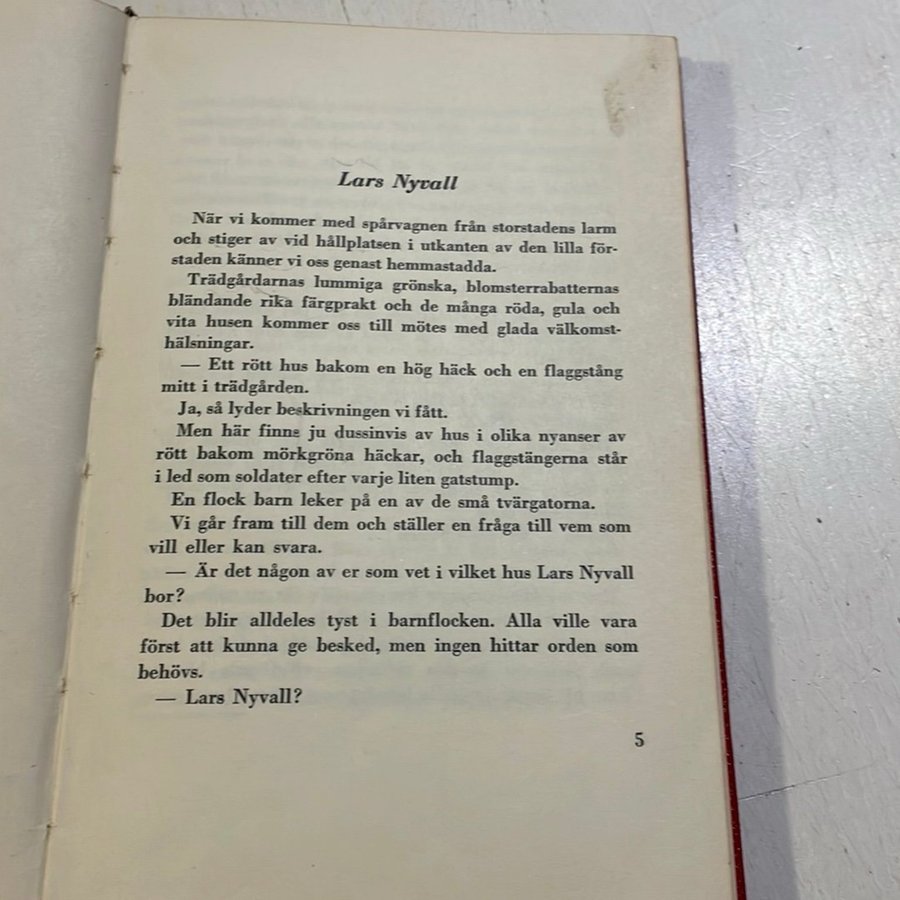 Lars Nyvall
När vi kommer med spårvagnen från storstadens larm
och stiger av vid hållplatsen i utkanten av den lilla för-
staden känner vi oss genast hemmastadda.
Trädgårdarnas lummiga grönska, blomsterrabatternas
bländande rika färgprakt och de många röda, gula och
vita husen kommer oss till mötes med glada välkomst-
hälsningar.
— Ett rött hus bakom en hög häck och en flaggstång
mitt i trädgården.
Ja, så lyder beskrivningen vi fått.
Men här finns ju dussinvis av hus i olika nyanser av
rött bakom mörkgröna häckar, och flaggstängerna står
i led som soldater efter varje liten gatstump.
En flock barn leker på en av de små tvärgatorna.
Vi går fram till dem och ställer en fråga till vem som
vill eller kan svara.
— Är det någon av er som vet i vilket hus Lars Nyvall
bor?
Det blir alldeles tyst i barnflocken. Alla ville vara
först att kunna ge besked, men ingen hittar orden som
behövs.
— Lars Nyvall?
5